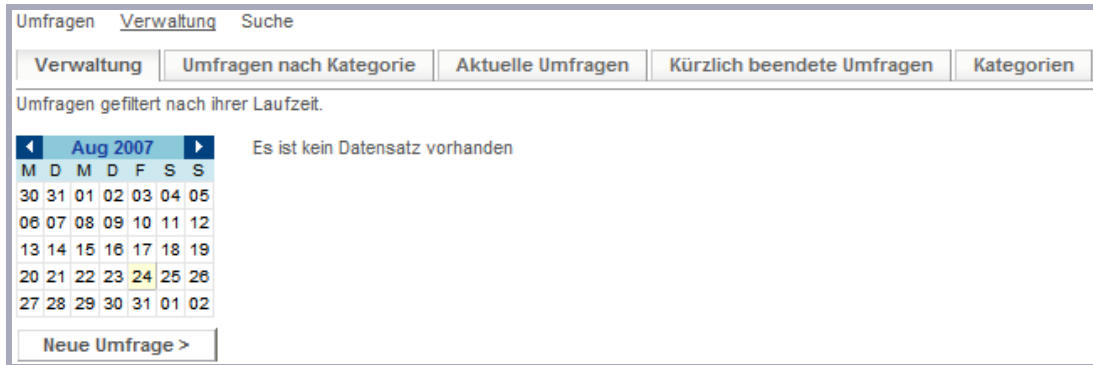 Umfragen Verwaltung Suche
Verwaltung Umfragen nach Kategorie Aktuelle Umfragen Kürzlich beendete Umfragen Kategorien
Umfragen gefiltert nach ihrer Laufzeit.
Aug 2007 Es ist kein Datensatz vorhanden
M D M D F S S
30 31 01 02 03 04 05
06 07 08 09 10 11 12
13 14 15 16 17 18 19
20 21 22 23 24 25 26
27 28 29 30 31 01 02
Neue Umfrage >